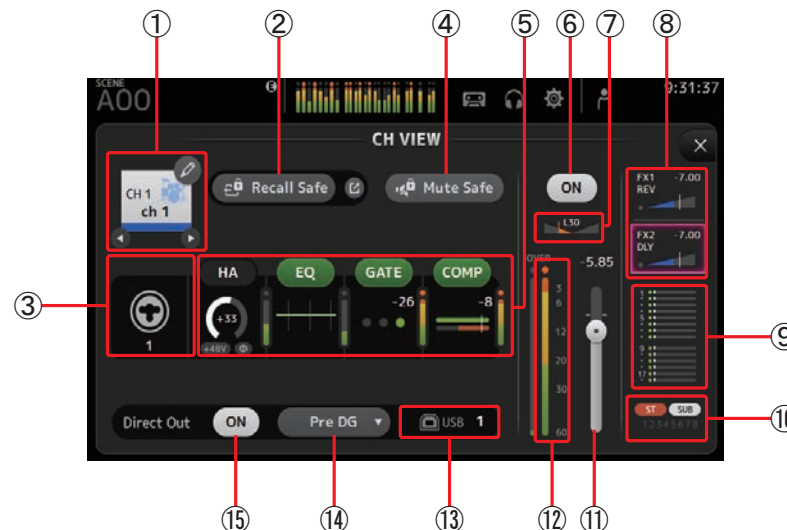 ① ② ④ ⑤ ⑥ ⑦ ⑧
SCENE
A00
9:31:37
CH VIEW
CH 1
ch 1
Recall Safe
Mute Safe
ON
L30
FX1 -7.00
REV
FX2 -7.00
DLY
③
1
HA
EQ
GATE
COMP
+33
+48V Φ
-26
-8
OVER
-5.85
3
6
12
20
30
60
⑨
1
9
17
ST SUB
12345678
⑩
Direct Out ON Pre DG USB 1
⑮ ⑭ ⑬ ⑫ ⑪